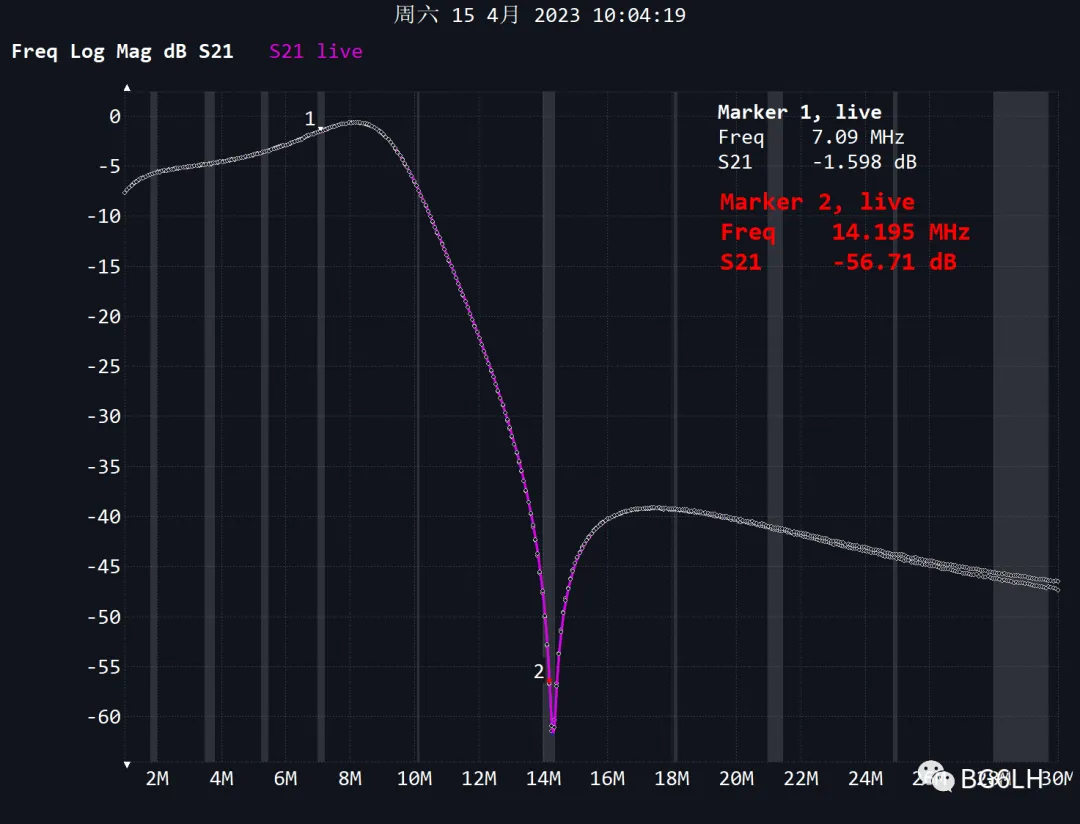 周六 15 4月 2023 10:04:19
Freq Log Mag dB S21 S21 live
0
-5
-10
-15
-20
-25
-30
-35
-40
-45
-50
-55
-60
1
2
Marker 1, live
Freq 7.09 MHz
S21 -1.598 dB
Marker 2, live
Freq 14.195 MHz
S21 -56.71 dB
2M 4M 6M 8M 10M 12M 14M 16M 18M 20M 22M 24M 30M
BG6LH